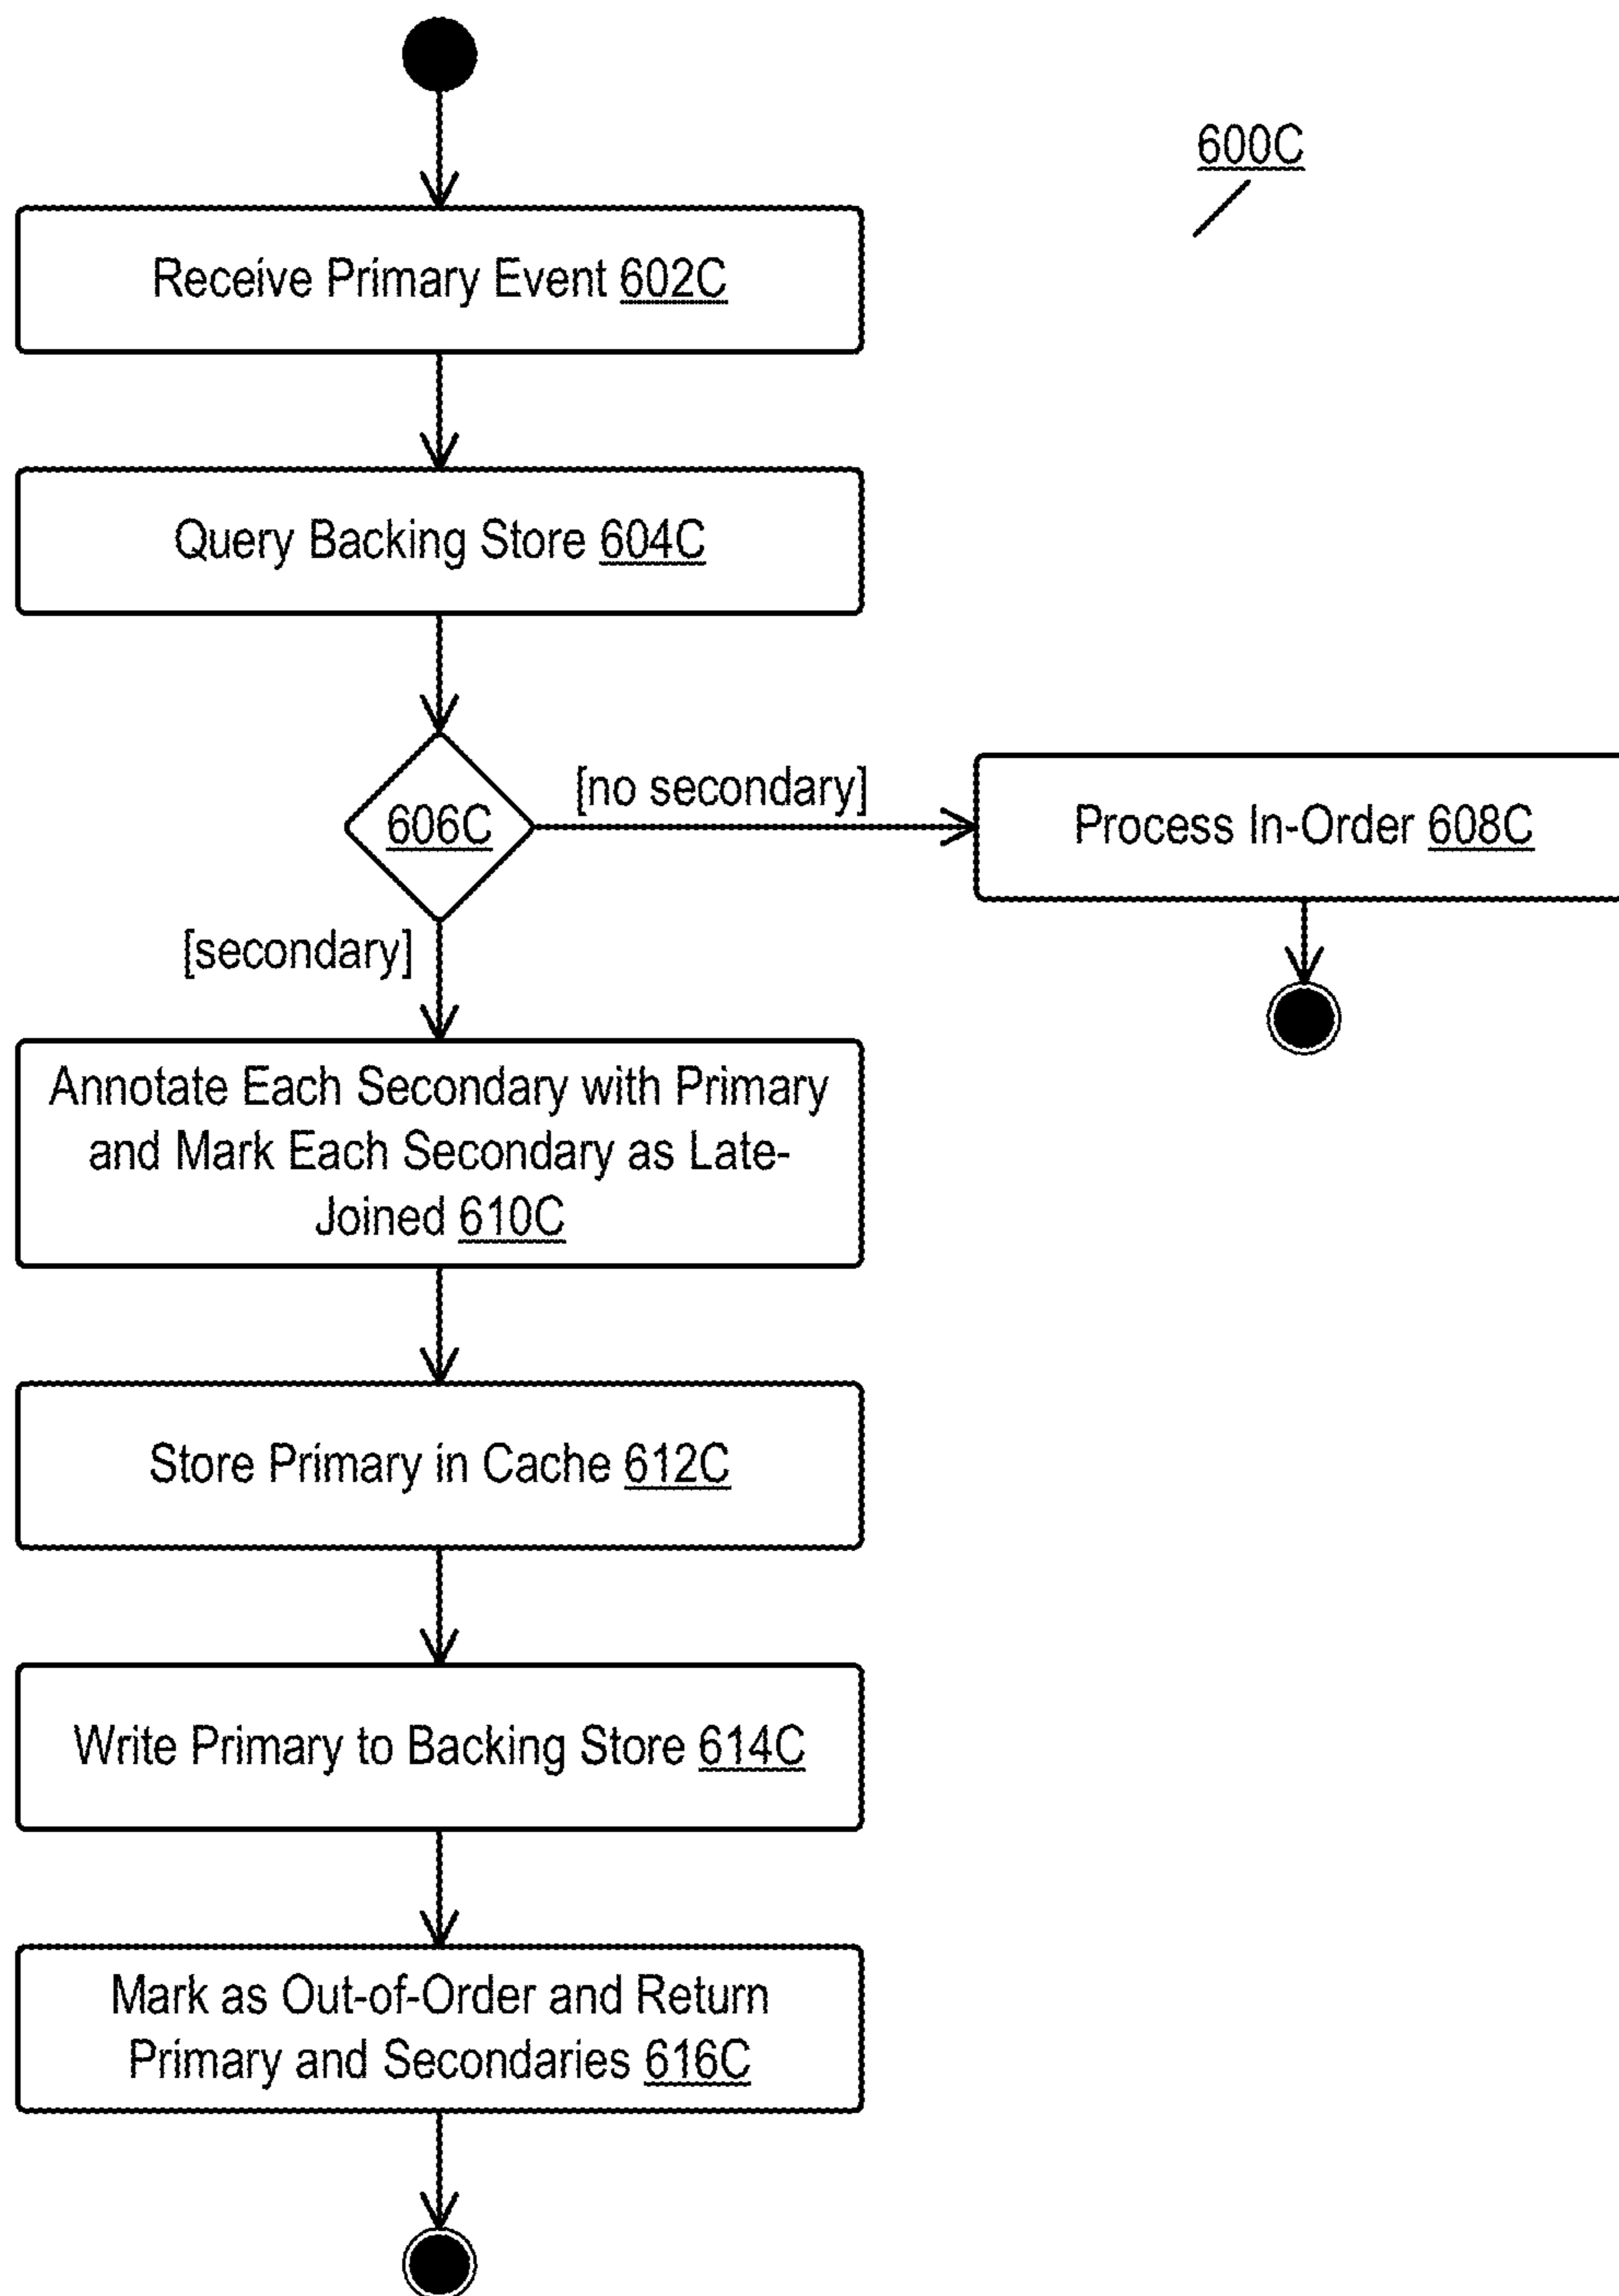 600C
Receive Primary Event 602C
Query Backing Store 604C
606C
[no secondary]
Process In-Order 608C
[secondary]
Annotate Each Secondary with Primary
and Mark Each Secondary as Late-
Joined 610C
Store Primary in Cache 612C
Write Primary to Backing Store 614C
Mark as Out-of-Order and Return
Primary and Secondaries 616C